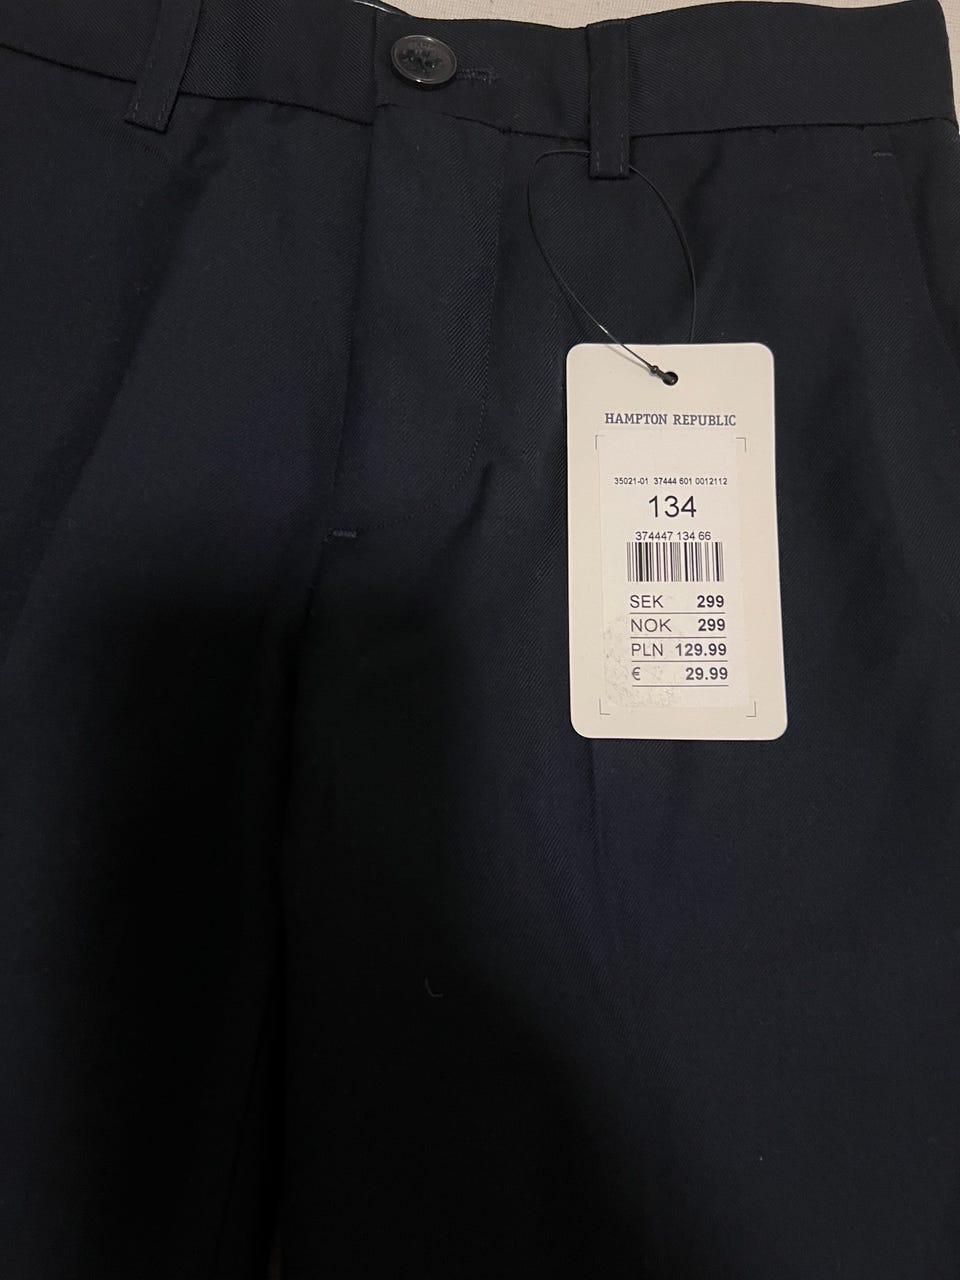 HAMPTON REPUBLIC
35021-01 37444 601 0012112
134
374447 134 66
SEK 299
NOK 299
PLN 129.99
€ 29.99